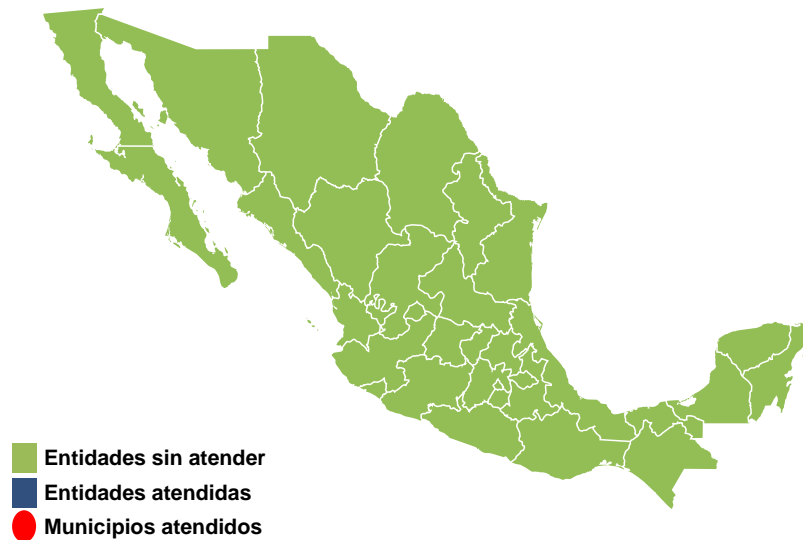 Entidades sin atender
Entidades atendidas
Municipios atendidos